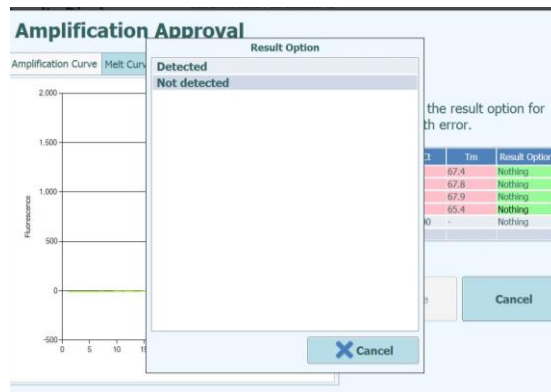 Amplification Approval
Result Option
Amplification Curve Melt
Detected
Not detected
the result option for
error.
Ct Tm Result Option
67.4 Nothing
67.8 Nothing
67.9 Nothing
65.4 Nothing
- Nothing
2.000
1.500
1.000
500
0
-500
Fluorescence
0 5 10
Cancel
Cancel